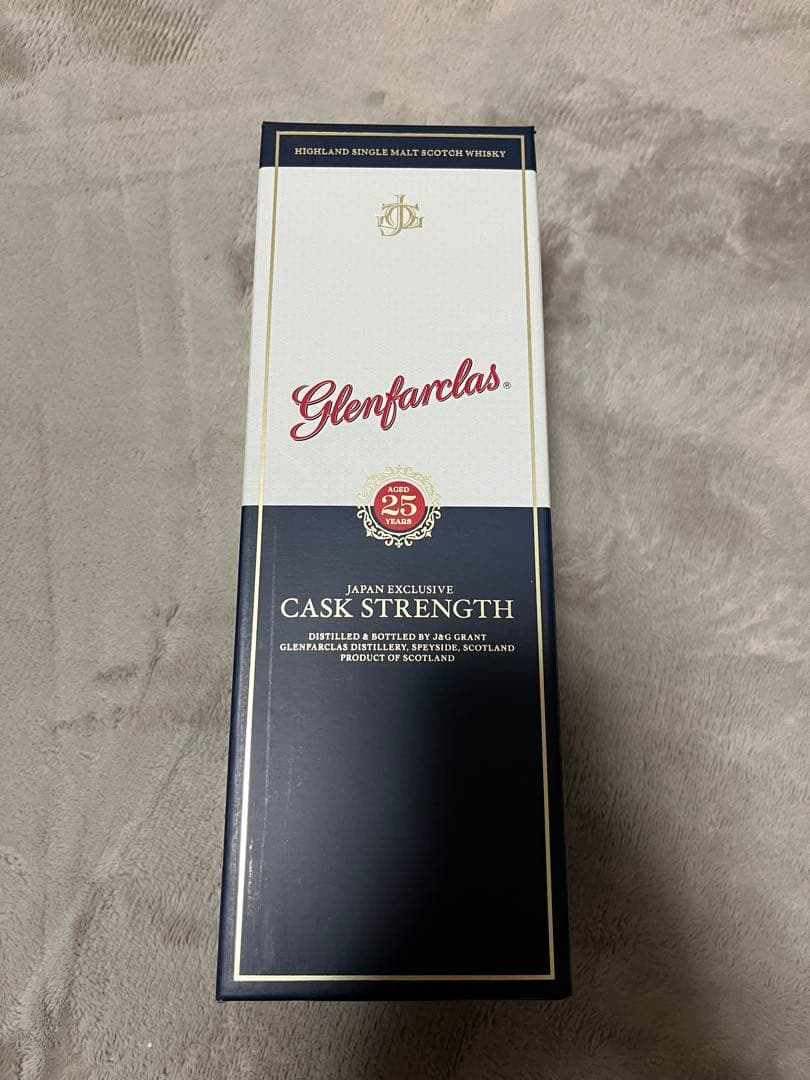 HIGHLAND SINGLE MALT SCOTCH WHISKY
Glenfarclas®
AGED
25
YEARS
JAPAN EXCLUSIVE
CASK STRENGTH
DISTILLED & BOTTLED BY J&G GRANT
GLENFARCLAS DISTILLERY, SPEYSIDE, SCOTLAND
PRODUCT OF SCOTLAND